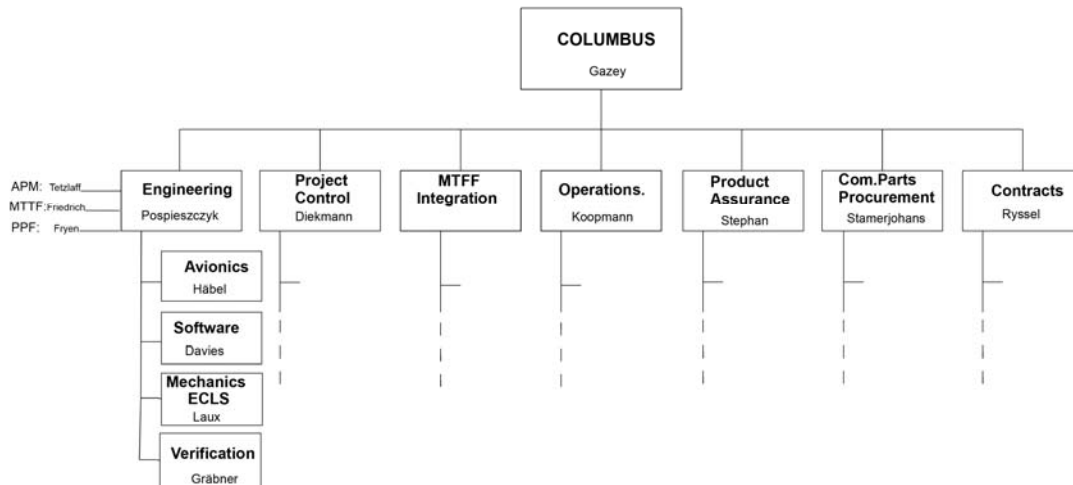 COLUMBUS
Gazey
APM: Tetzlaff
MTTF: Friedrich
PPF: Fryen
Engineering
Pospieszczyk
Project
Control
Diekmann
MTFF
Integration
Operations.
Koopmann
Product
Assurance
Stephan
Com.Parts
Procurement
Stamerjohans
Contracts
Ryssel
Avionics
Häbel
Software
Davies
Mechanics
ECLS
Laux
Verification
Gräbner